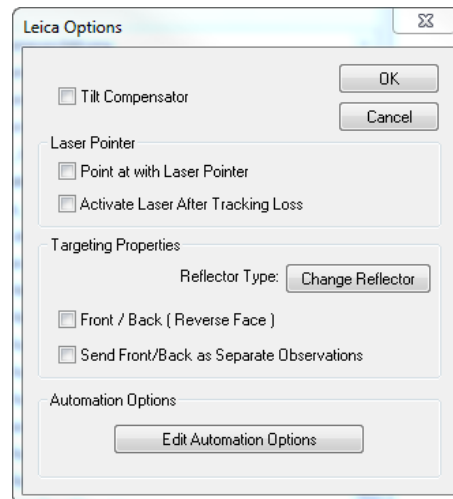 Leica Options
OK
Tilt Compensator
Cancel
Laser Pointer
Point at with Laser Pointer
Activate Laser After Tracking Loss
Targeting Properties
Reflector Type: Change Reflector
Front / Back ( Reverse Face )
Send Front/Back as Separate Observations
Automation Options
Edit Automation Options